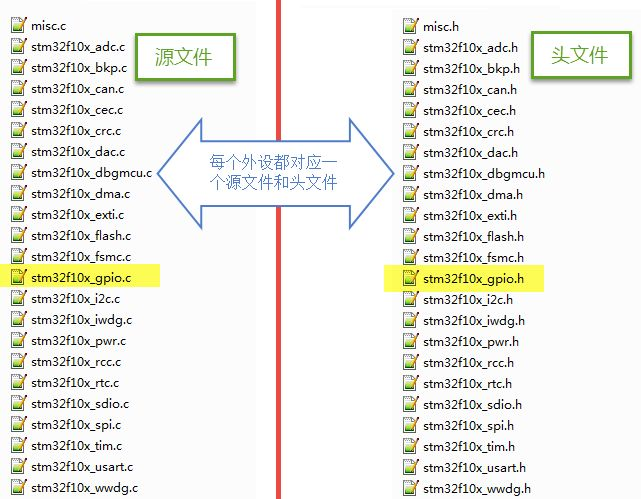 misc.c
stm32f10x_adc.c
stm32f10x_bkp.c
stm32f10x_can.c
stm32f10x_cec.c
stm32f10x_crc.c
stm32f10x_dac.c
stm32f10x_dbgmcu.c
stm32f10x_dma.c
stm32f10x_exti.c
stm32f10x_flash.c
stm32f10x_fsmc.c
stm32f10x_gpio.c
stm32f10x_i2c.c
stm32f10x_iwdg.c
stm32f10x_pwr.c
stm32f10x_rcc.c
stm32f10x_rtc.c
stm32f10x_sdio.c
stm32f10x_spi.c
stm32f10x_tim.c
stm32f10x_usart.c
stm32f10x_wwdg.c
源文件
每个外设都对应一
个源文件和头文件
misc.h
stm32f10x_adc.h
stm32f10x_bkp.h
stm32f10x_can.h
stm32f10x_cec.h
stm32f10x_crc.h
stm32f10x_dac.h
stm32f10x_dbgmcu.h
stm32f10x_dma.h
stm32f10x_exti.h
stm32f10x_flash.h
stm32f10x_fsmc.h
stm32f10x_gpio.h
stm32f10x_i2c.h
stm32f10x_iwdg.h
stm32f10x_pwr.h
stm32f10x_rcc.h
stm32f10x_rtc.h
stm32f10x_sdio.h
stm32f10x_spi.h
stm32f10x_tim.h
stm32f10x_usart.h
stm32f10x_wwdg.h
头文件